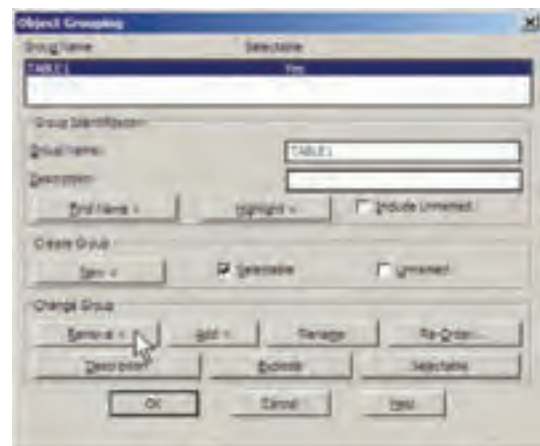 Object Grouping
Group Name Selectable
TABLE1 Yes
Group Identification
Group Name: TABLE1
Description:
Find Name < Highlight < Include Unnamed
Create Group
New < Selectable Unnamed
Change Group
Remove < Add < Rename Re-Order...
Description Explode Selectable
OK Cancel Help